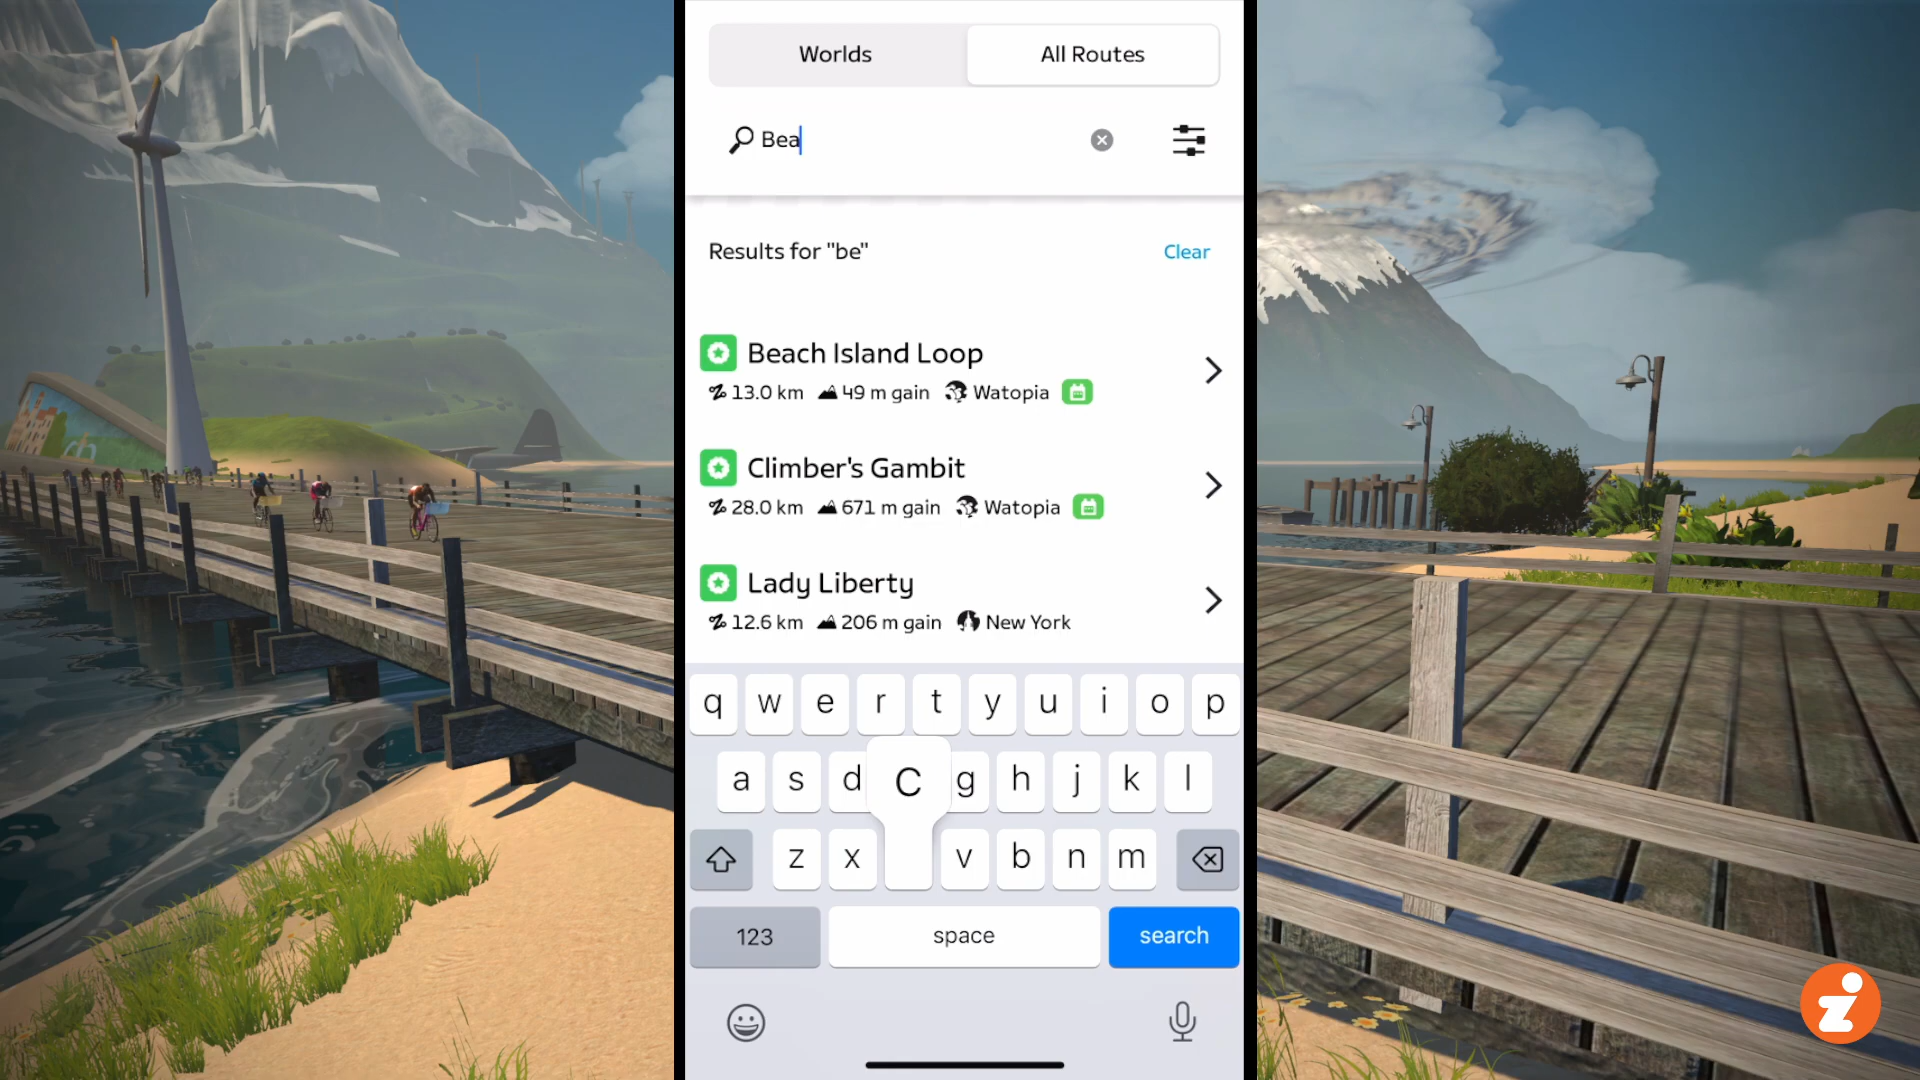 Worlds
All Routes
Bea
Results for "be"
Clear
Beach Island Loop
13.0 km 49 m gain Watopia
Climber's Gambit
28.0 km 671 m gain Watopia
Lady Liberty
12.6 km 206 m gain New York
q w e r t y u i o p
a s d C g h j k l
z x v b n m
123 space search